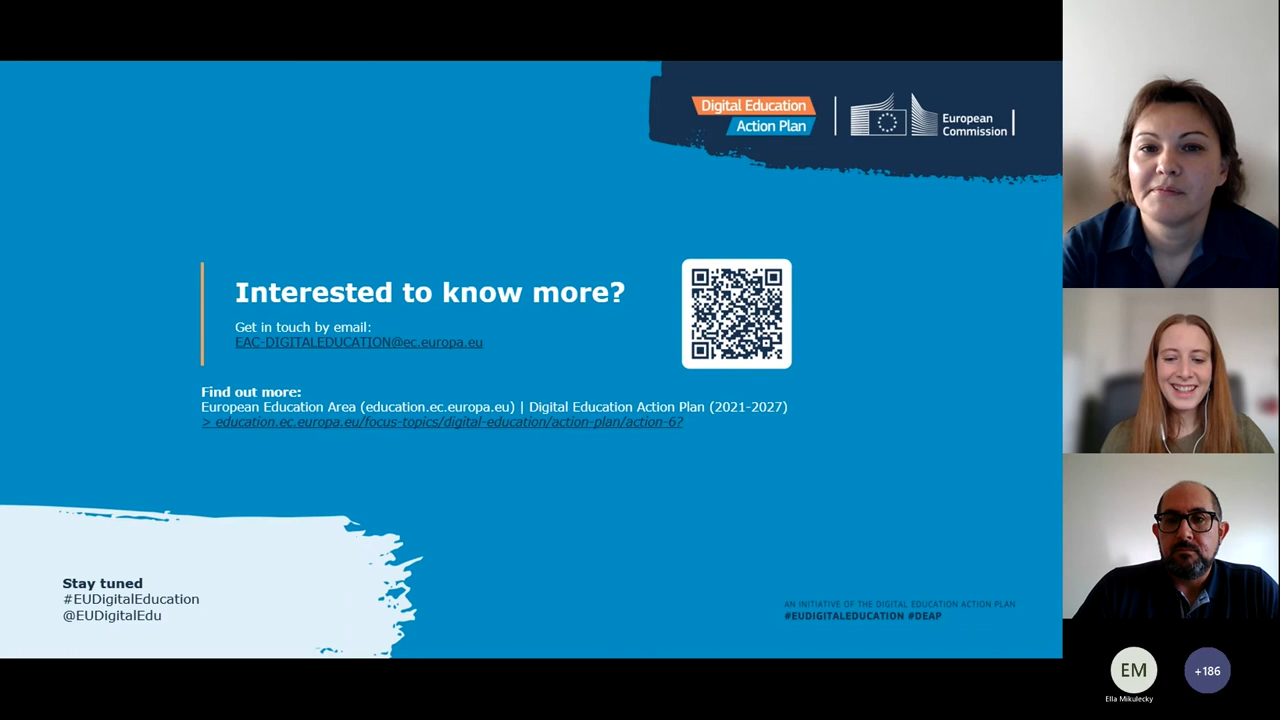 Digital Education
Action Plan
European
Commission
Interested to know more?
Get in touch by email:
EAC-DIGITALEDUCATION@ec.europa.eu
Find out more:
European Education Area (education.ec.europa.eu) | Digital Education Action Plan (2021-2027)
> education.ec.europa.eu/focus-topics/digital-education/action-plan/action-6?
Stay tuned
#EUDigitalEducation
@EUDigitalEdu
AN INITIATIVE OF THE DIGITAL EDUCATION ACTION PLAN
#EUDIGITALEDUCATION #DEAP
EM
+186
Ella Mikulecky